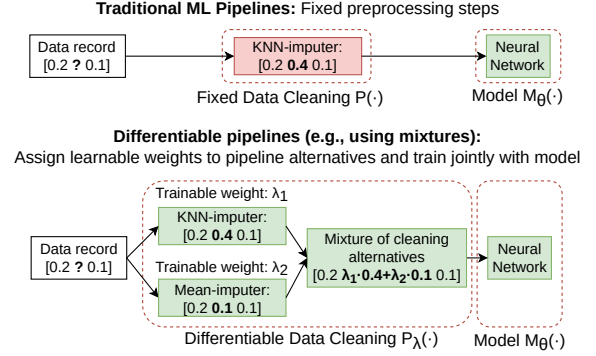 Traditional ML Pipelines: Fixed preprocessing steps
Data record
[0.2 ? 0.1]
KNN-imputer:
[0.2 0.4 0.1]
Neural
Network
Fixed Data Cleaning P(·)
Model Mθ(·)
Differentiable pipelines (e.g., using mixtures):
Assign learnable weights to pipeline alternatives and train jointly with model
Trainable weight: λ1
KNN-imputer:
[0.2 0.4 0.1]
Data record
[0.2 ? 0.1]
Trainable weight: λ2
Mean-imputer:
[0.2 0.1 0.1]
Mixture of cleaning
alternatives
[0.2 λ1·0.4+λ2·0.1 0.1]
Neural
Network
Differentiable Data Cleaning Pλ(·)
Model Mθ(·)